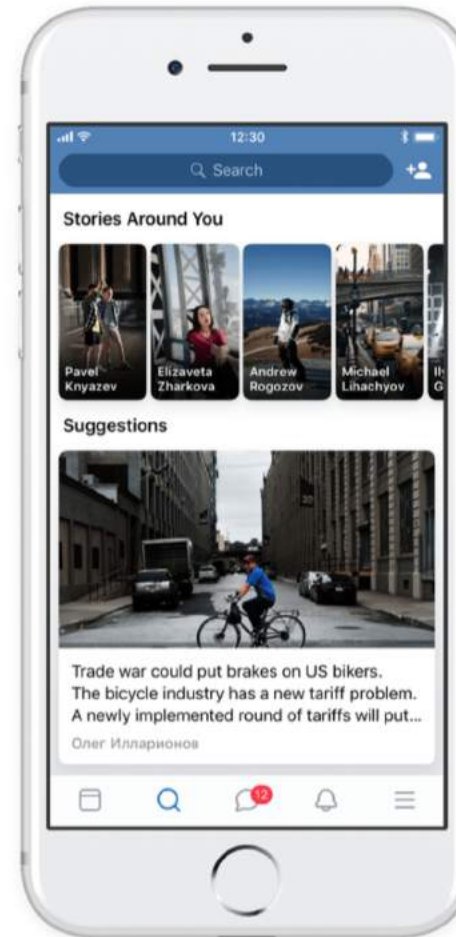 12:30
Search
Stories Around You
Pavel
Knyazev
Elizaveta
Zharkova
Andrew
Rogozov
Michael
Lihachyov
Suggestions
Trade war could put brakes on US bikers.
The bicycle industry has a new tariff problem.
A newly implemented round of tariffs will put...
Олег Илларионов
12